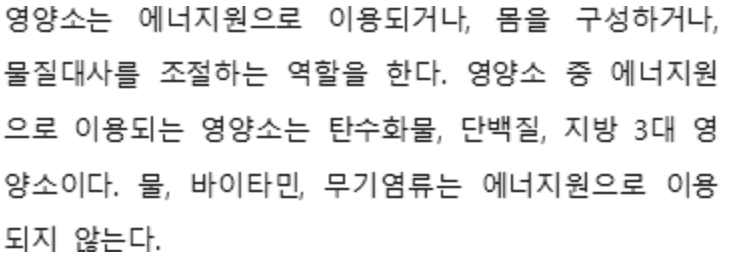 영양소는 에너지원으로 이용되거나, 몸을 구성하거나,
물질대사를 조절하는 역할을 한다. 영양소 중 에너지원
으로 이용되는 영양소는 탄수화물, 단백질, 지방 3대 영
양소이다. 물, 바이타민, 무기염류는 에너지원으로 이용
되지 않는다.